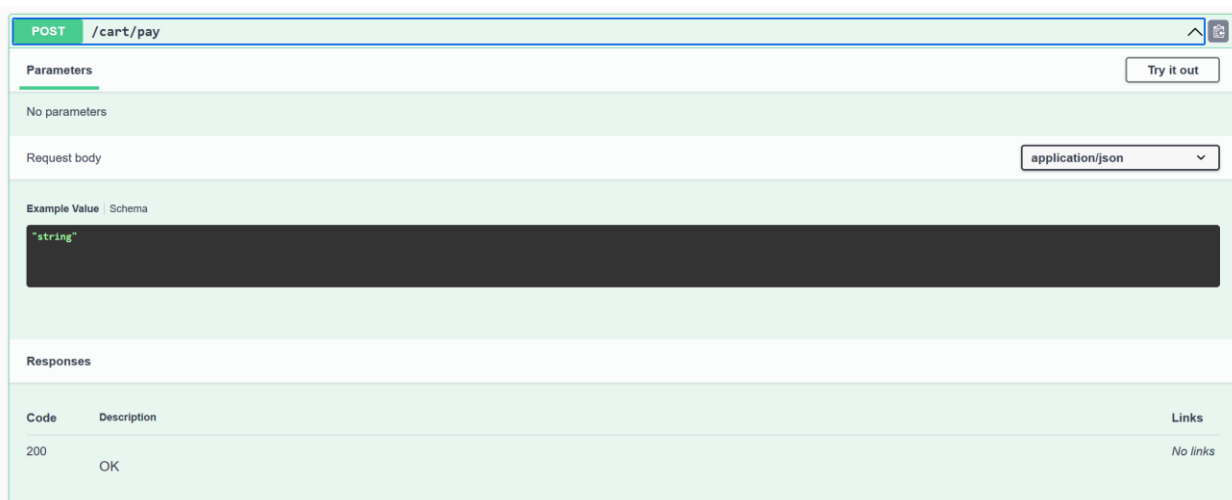 POST /cart/pay
Parameters Try it out
No parameters
Request body application/json
Example Value Schema
"string"
Responses
Code Description Links
200 OK No links